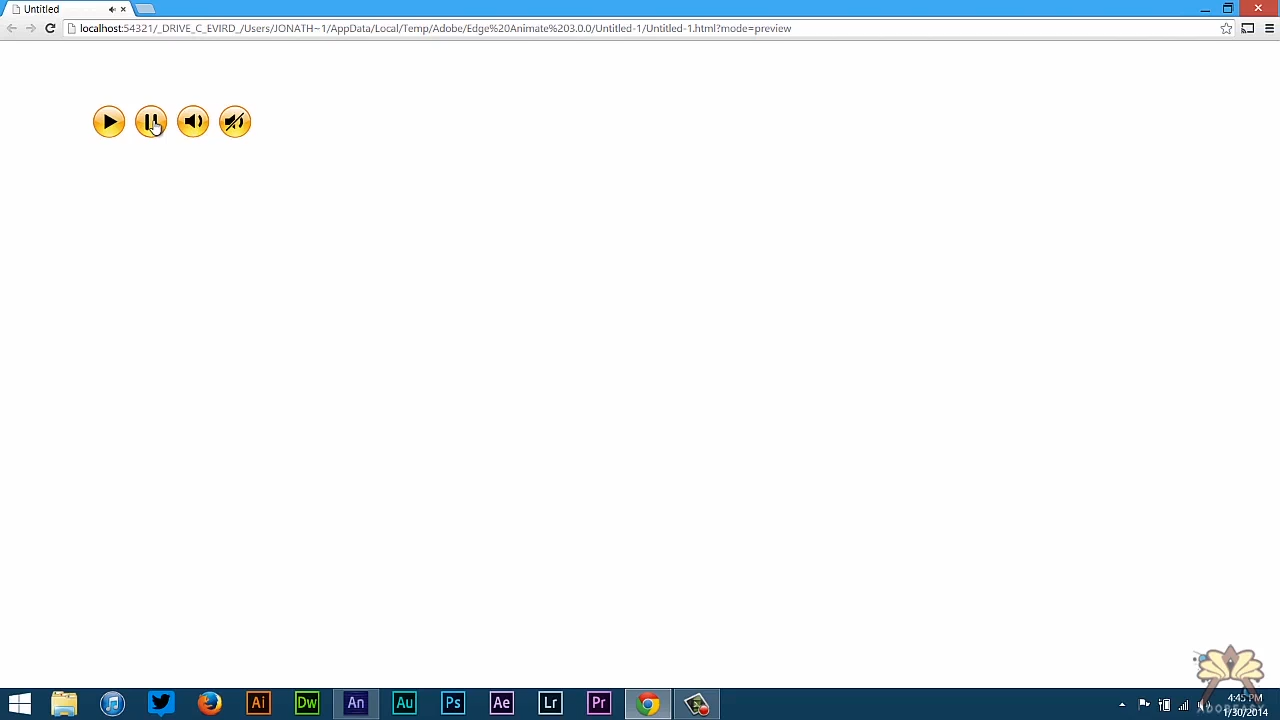 Untitled
localhost:54321/_DRIVE_C_EVIRD_/Users/JONATH~1/AppData/Local/Temp/Adobe/Edge%20Animate%203.0.0/Untitled-1/Untitled-1.html?mode=preview
Ai Dw An Au Ps Ae Lr Pr
4:45 PM
1/30/2014